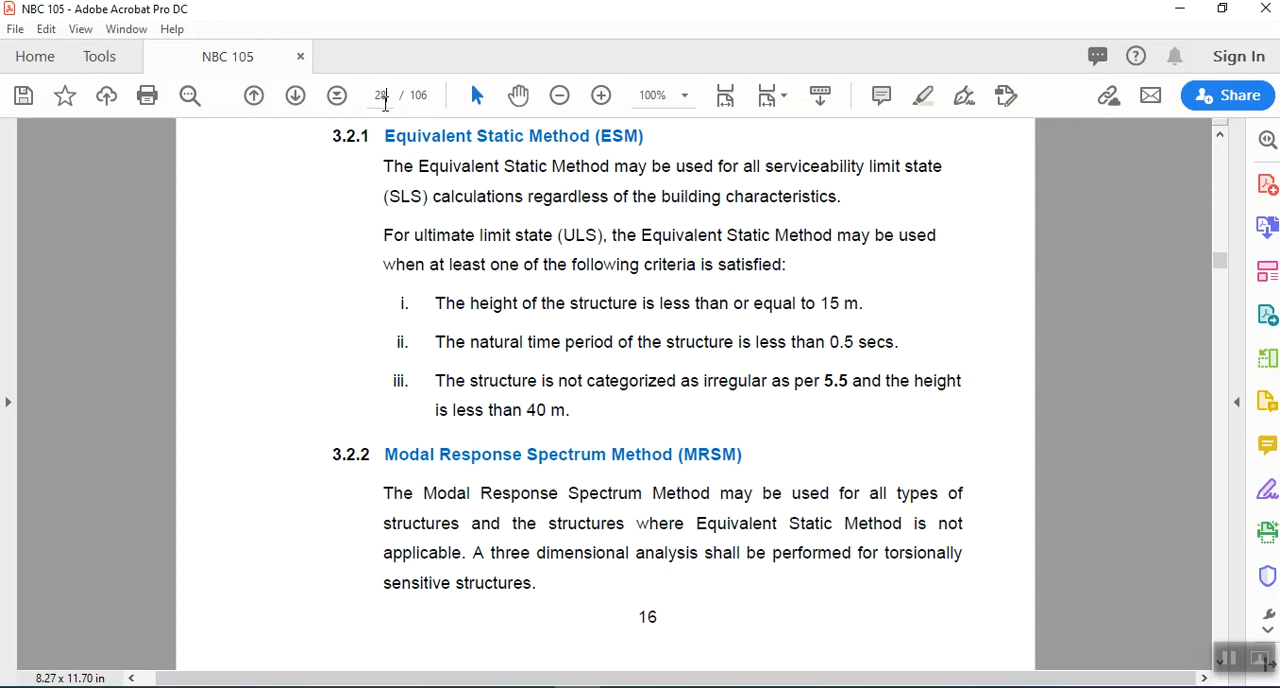 NBC 105 - Adobe Acrobat Pro DC
File Edit View Window Help
Home Tools NBC 105 Sign In
28 / 106 100% Share
3.2.1 Equivalent Static Method (ESM)
The Equivalent Static Method may be used for all serviceability limit state
(SLS) calculations regardless of the building characteristics.
For ultimate limit state (ULS), the Equivalent Static Method may be used
when at least one of the following criteria is satisfied:
i. The height of the structure is less than or equal to 15 m.
ii. The natural time period of the structure is less than 0.5 secs.
iii. The structure is not categorized as irregular as per 5.5 and the height
is less than 40 m.
3.2.2 Modal Response Spectrum Method (MRSM)
The Modal Response Spectrum Method may be used for all types of
structures and the structures where Equivalent Static Method is not
applicable. A three dimensional analysis shall be performed for torsionally
sensitive structures.
16
8.27 x 11.70 in